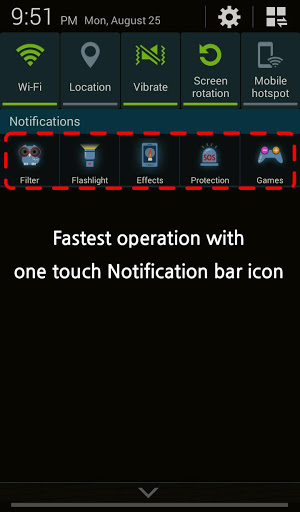 9:51 PM Mon, August 25
Wi-Fi Location Vibrate Screen rotation Mobile hotspot
Notifications
SOS
Filter Flashlight Effects Protection Games
Fastest operation with
one touch Notification bar icon